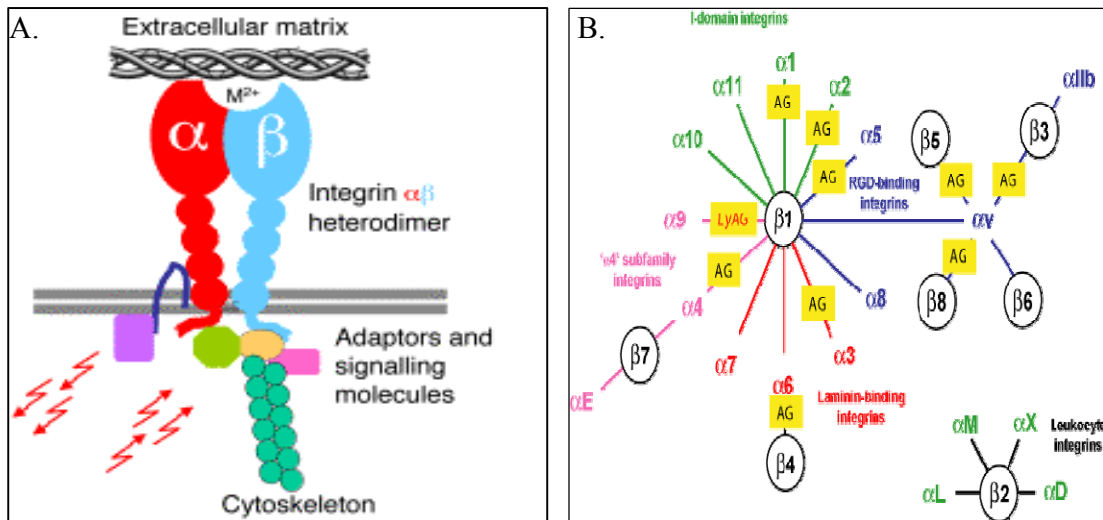 A.
Extracellular matrix
M²⁺
α
β
Integrin αβ
heterodimer
Adaptors and
signalling
molecules
Cytoskeleton
B.
I-domain integrins
α1
α11
α2
α10
α5
AG
AG
AG
RGD-binding
integrins
αIIb
β3
β5
AG
AG
α9
LyAG
β1
αv
'α4' subfamily
integrins
AG
α4
AG
α8
AG
β8
β6
β7
α7
α3
αE
α6
Laminin-binding
integrins
AG
β4
αM
αX
Leukocyte
integrins
αL
β2
αD